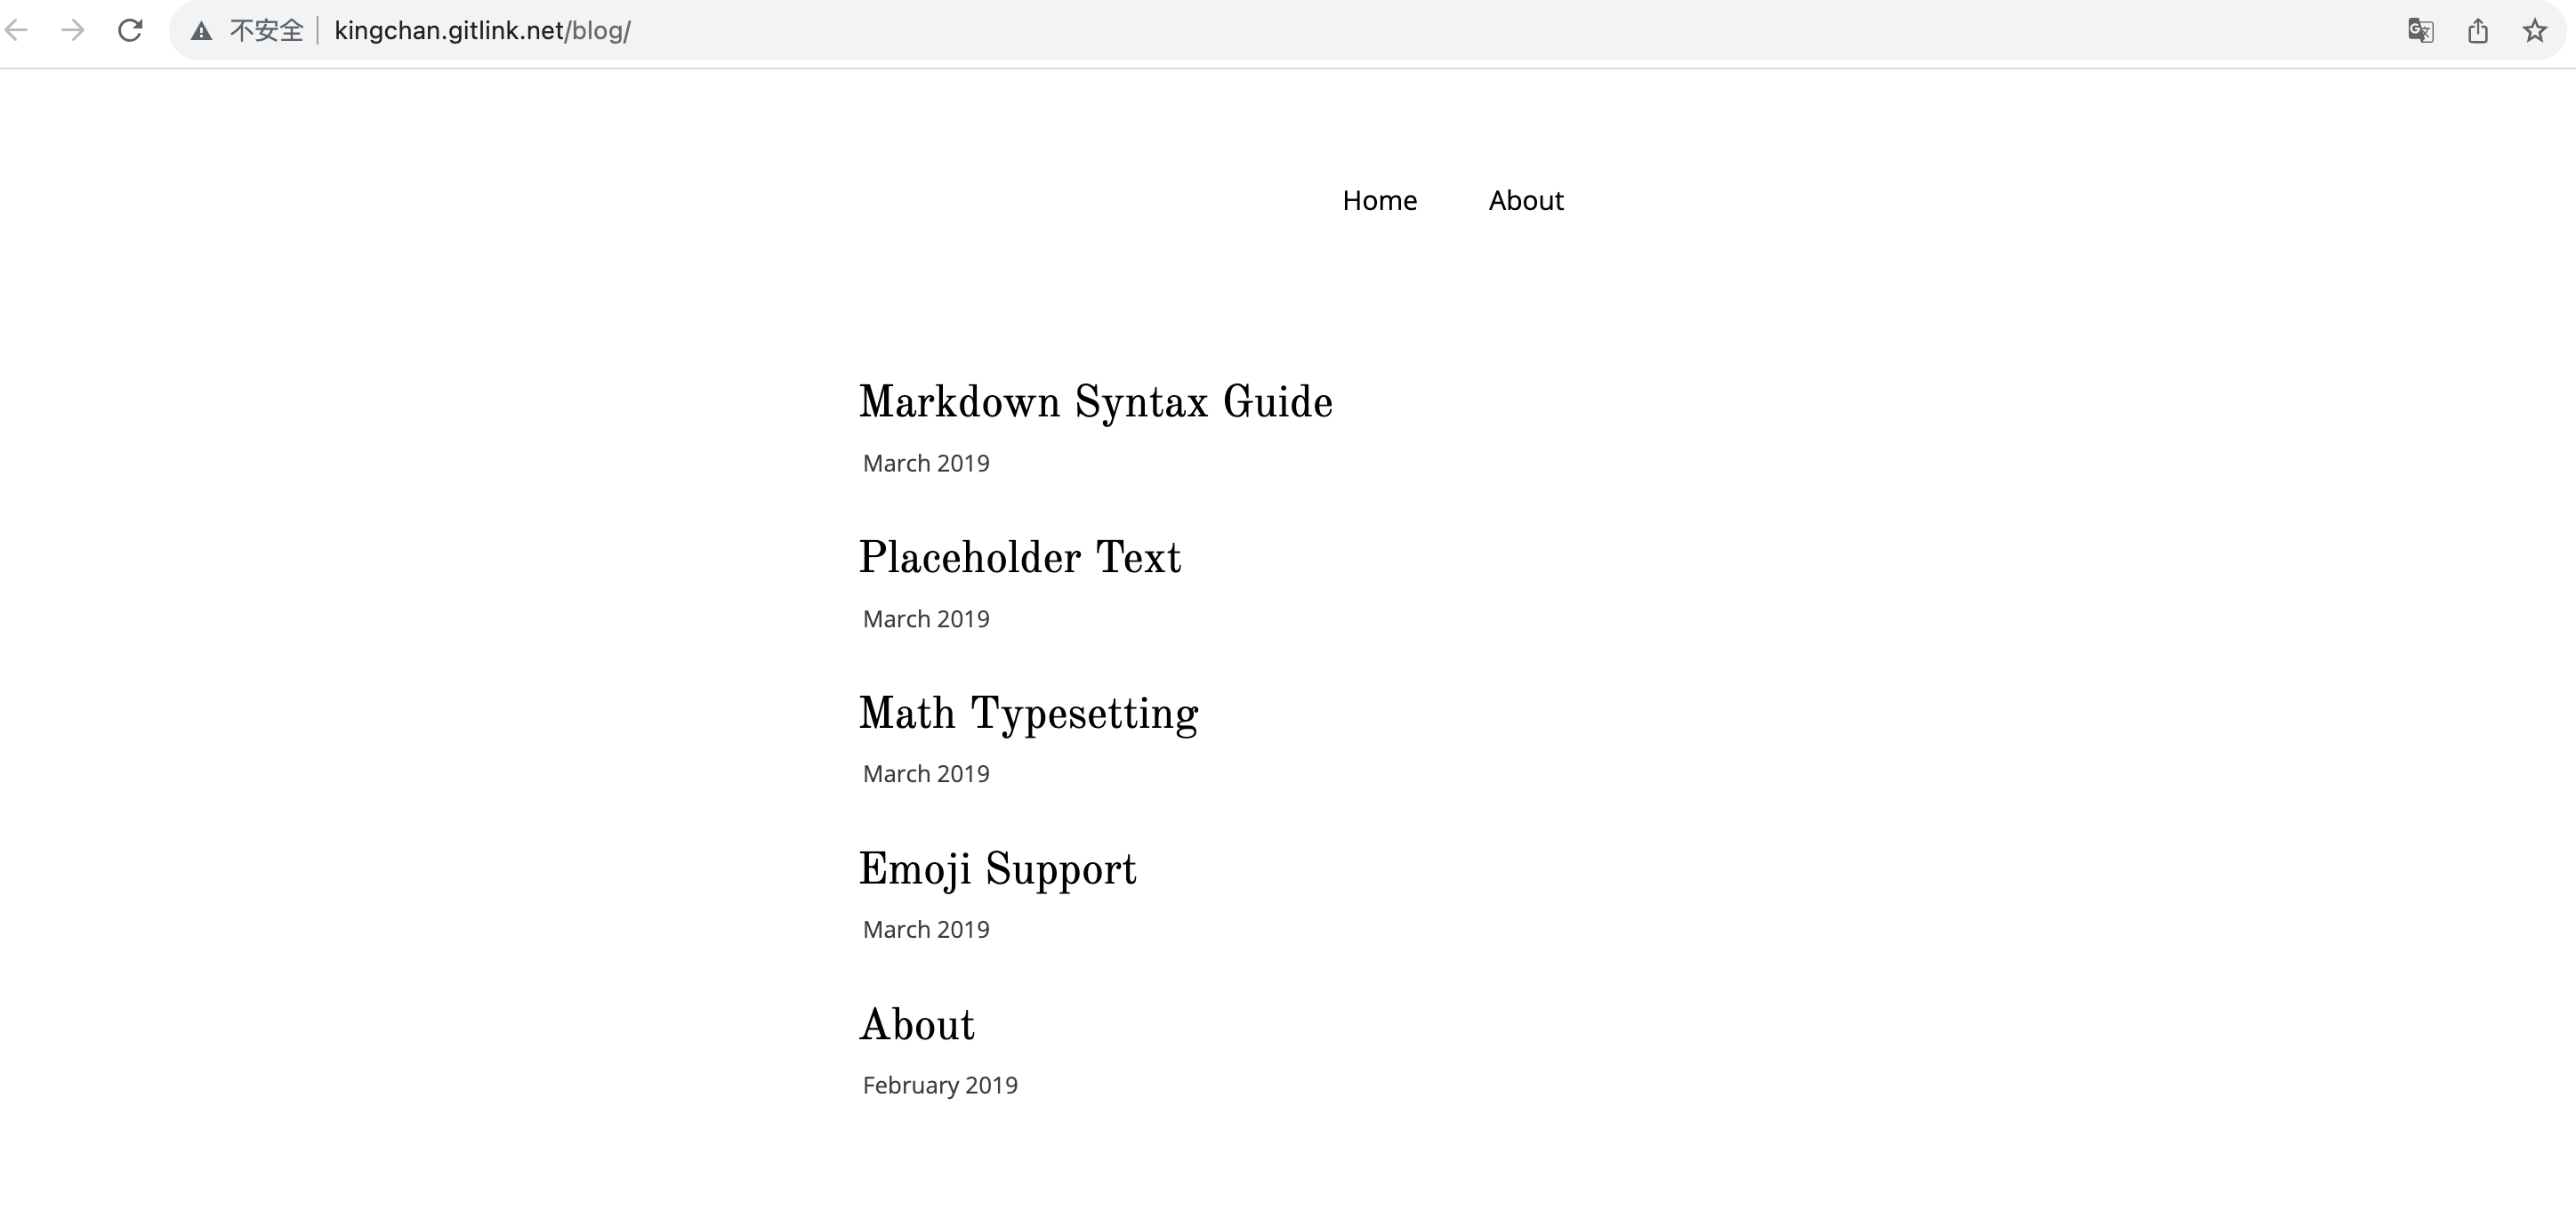 不安全 kingchan.gitlink.net/blog/
Home About
Markdown Syntax Guide
March 2019
Placeholder Text
March 2019
Math Typesetting
March 2019
Emoji Support
March 2019
About
February 2019